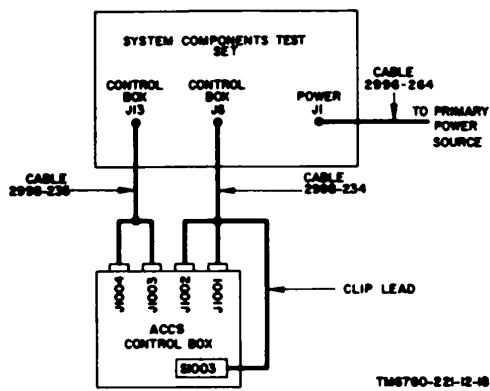 SYSTEM COMPONENTS TEST
SET
CONTROL
BOX
J13
CONTROL
BOX
J6
POWER
J1
CABLE
2996-264
TO PRIMARY
POWER
SOURCE
CABLE
2996-236
CABLE
2996-234
J1004
J1003
J1002
J1001
ACCS
CONTROL BOX
S1003
CLIP LEAD
TM6760-221-12-18